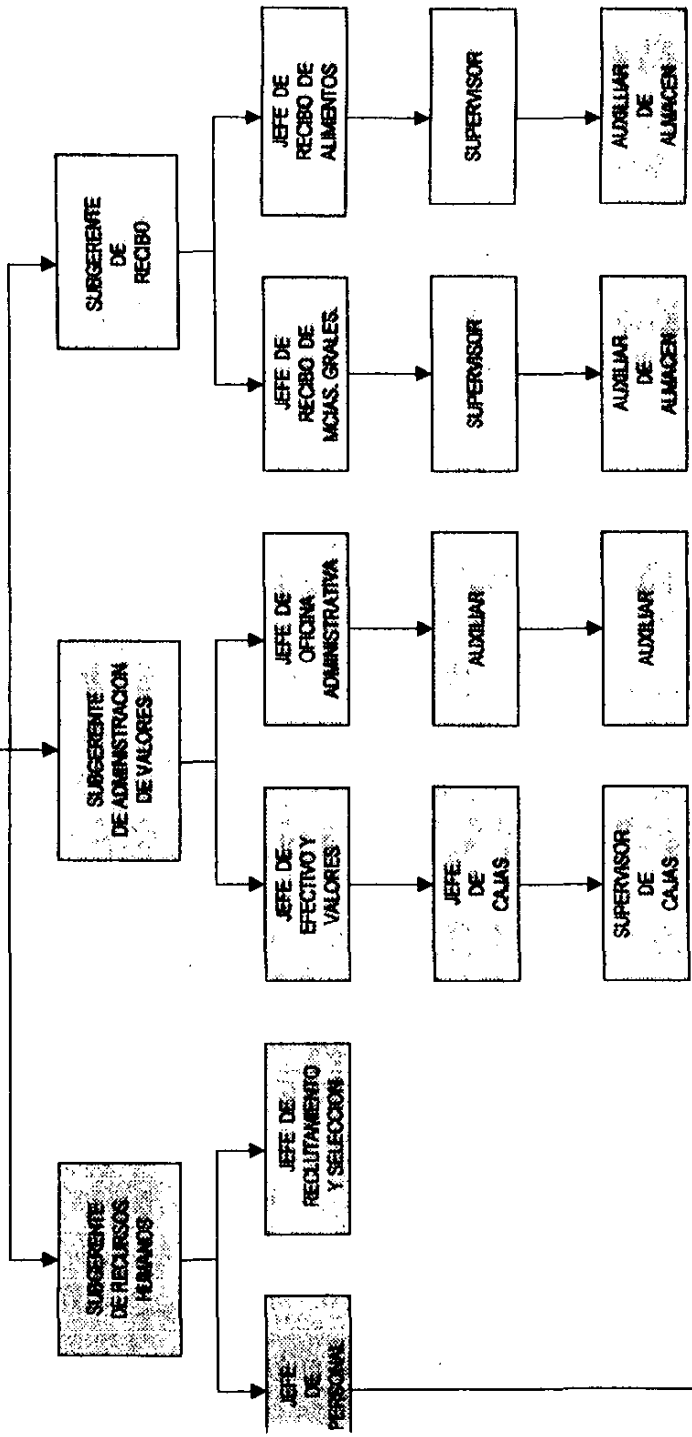 SUBGERENTE
DE RECURSOS
HUMANOS
SUBGERENTE
DE ADMINISTRACION
DE VALORES
SUBGERENTE
DE
RECIBO
JEFE
DE
PERSONAL
JEFE DE
RECLUTAMIENTO
Y SELECCION
JEFE DE
EFECTIVO Y
VALORES
JEFE DE
OFICINA
ADMINISTRATIVA
JEFE DE
RECIBO DE
MCIAS. GRALES.
JEFE DE
RECIBO DE
ALIMENTOS
JEFE
DE
CAJAS
AUXILIAR
SUPERVISOR
SUPERVISOR
SUPERVISOR
DE
CAJAS
AUXILIAR
AUXILIAR
DE
ALMACEN
AUXILIAR
DE
ALMACEN